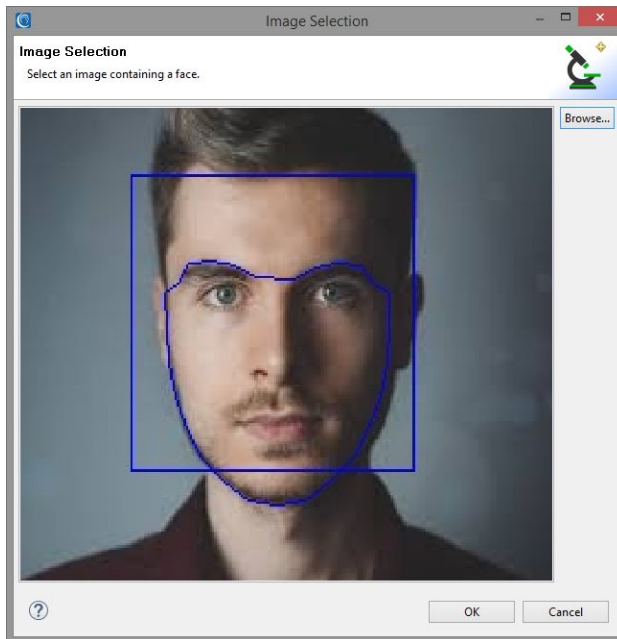 Image Selection
Image Selection
Select an image containing a face.
Browse...
?
OK
Cancel